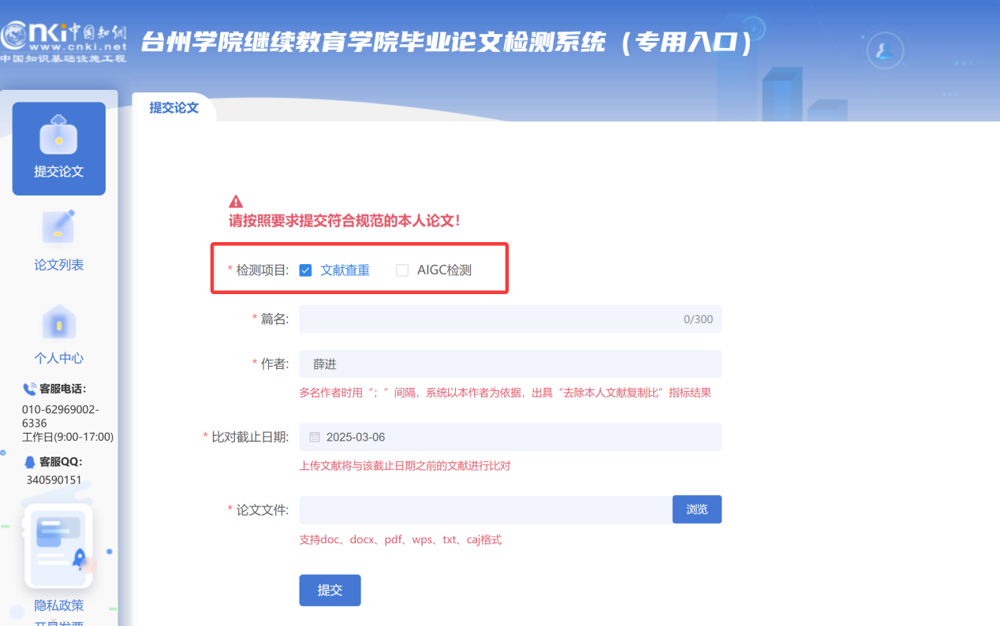 cnki中国知网
www.cnki.net
中国知识基础设施工程
台州学院继续教育学院毕业论文检测系统（专用入口）
提交论文
提交论文
论文列表
个人中心
客服电话：
010-62969002-
6336
工作日(9:00-17:00)
客服QQ：
340590151
隐私政策
请按照要求提交符合规范的本人论文！
* 检测项目: 文献查重 AIGC检测
* 篇名: 0/300
* 作者: 薛进
多名作者时用“；”间隔，系统以本作者为依据，出具“去除本人文献复制比”指标结果
* 比对截止日期: 2025-03-06
上传文献将与该截止日期之前的文献进行比对
* 论文文件: 浏览
支持doc、docx、pdf、wps、txt、caj格式
提交